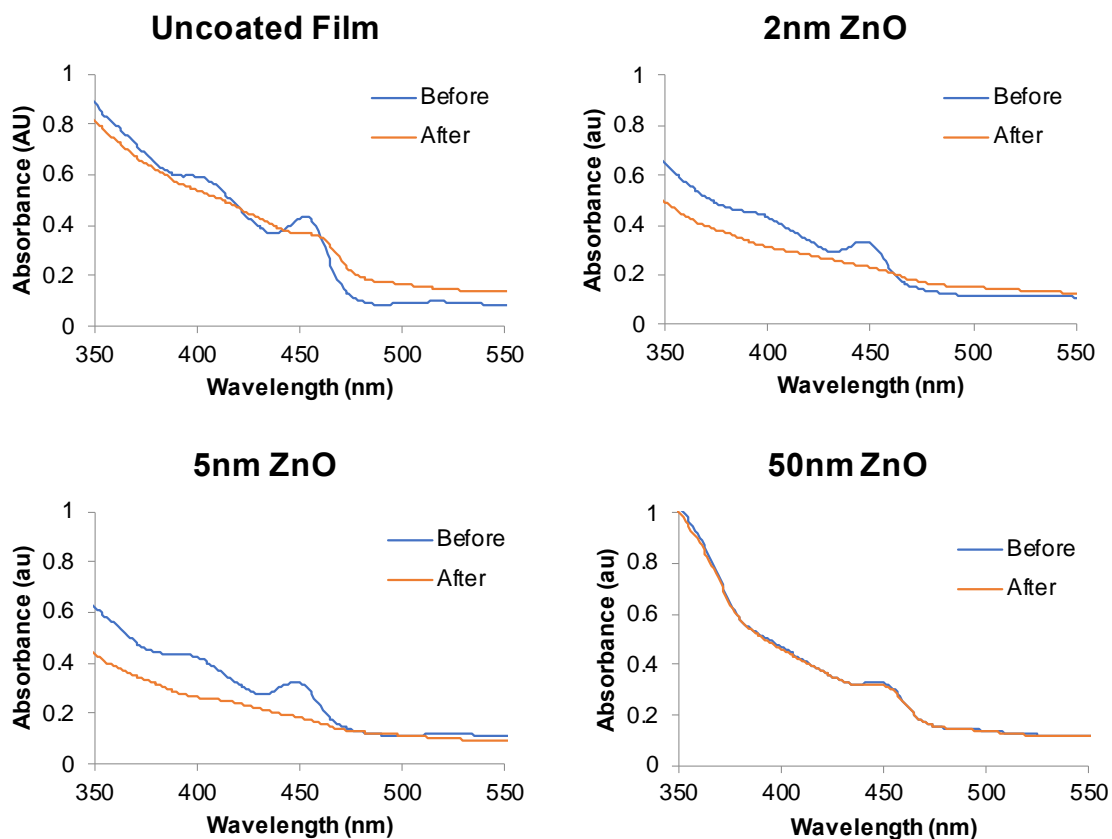 Uncoated Film
1
0.8
0.6
0.4
0.2
0
Absorbance (AU)
Before
After
350 400 450 500 550
Wavelength (nm)
2nm ZnO
1
0.8
0.6
0.4
0.2
0
Absorbance (au)
Before
After
350 400 450 500 550
Wavelength (nm)
5nm ZnO
1
0.8
0.6
0.4
0.2
0
Absorbance (au)
Before
After
350 400 450 500 550
Wavelength (nm)
50nm ZnO
1
0.8
0.6
0.4
0.2
0
Absorbance (au)
Before
After
350 400 450 500 550
Wavelength (nm)